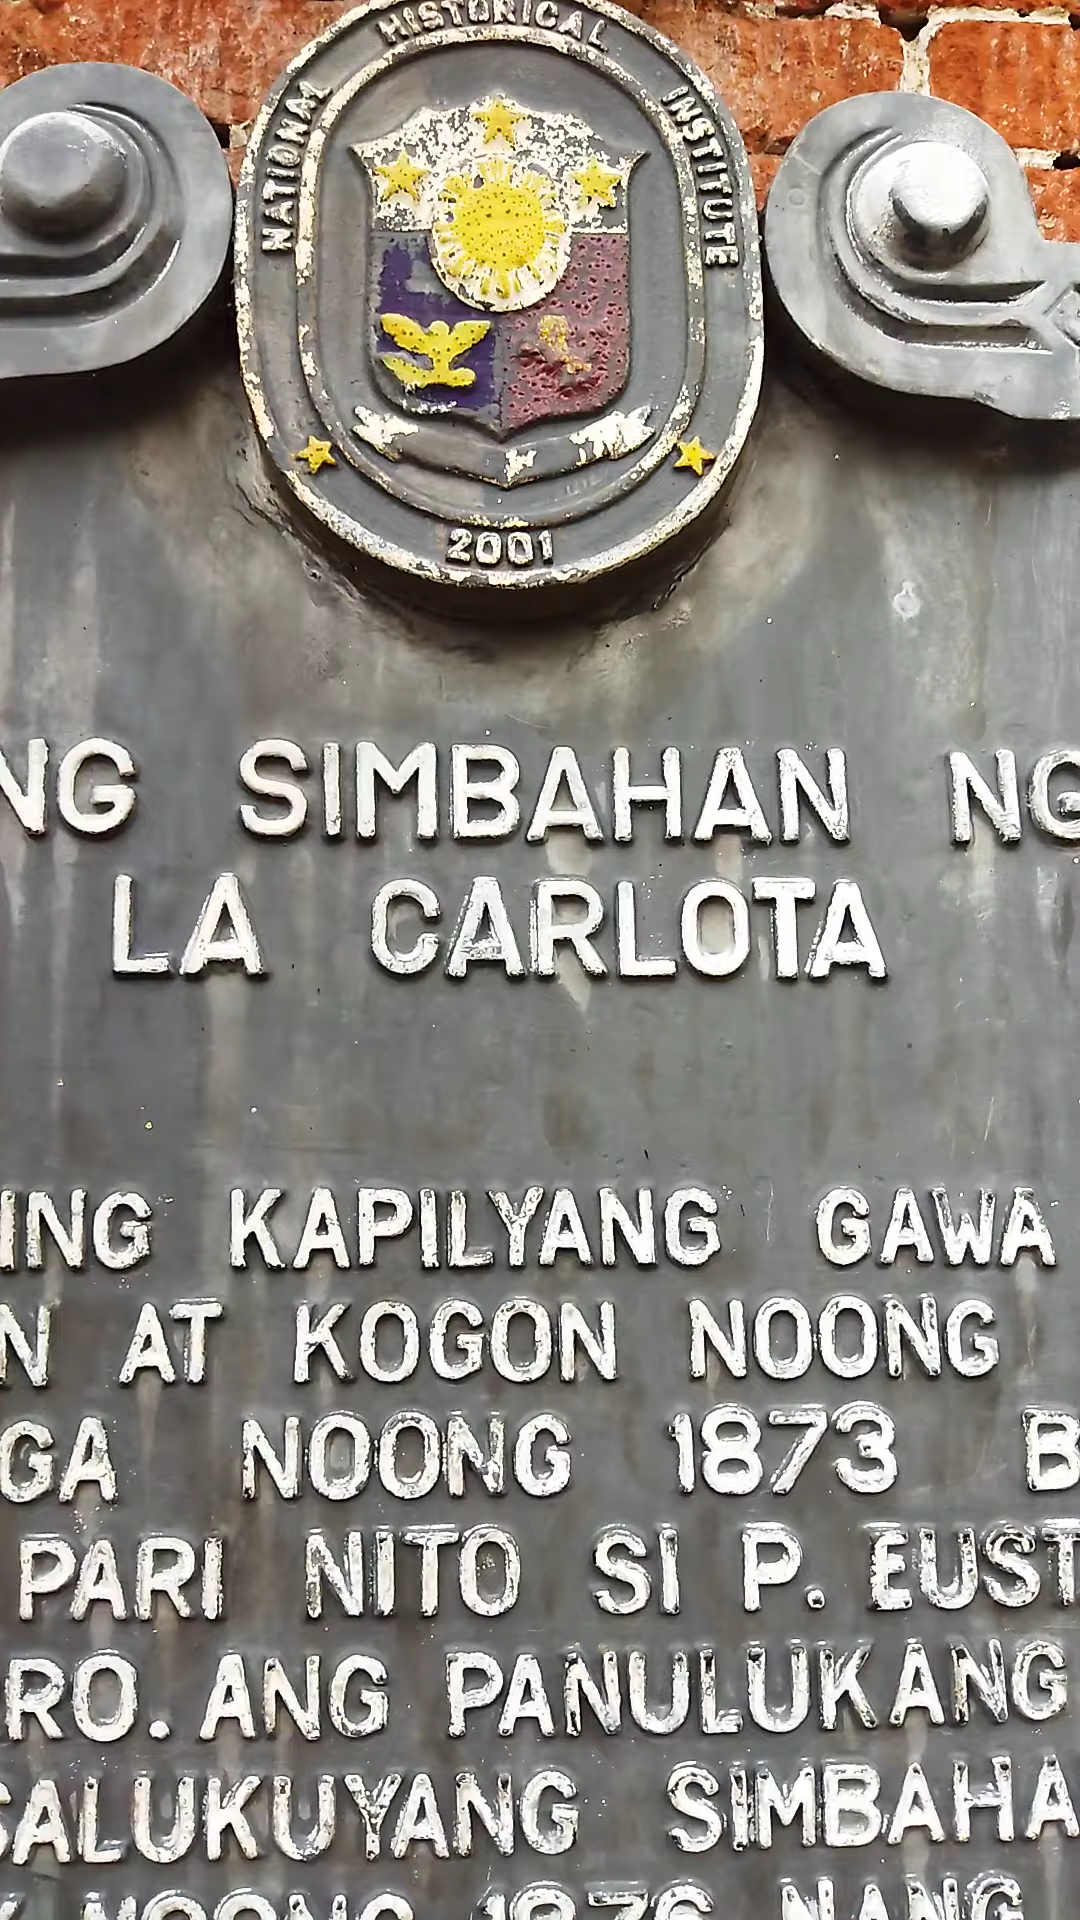 NATIONAL HISTORICAL INSTITUTE
2001
NG SIMBAHAN NG
LA CARLOTA
ING KAPILYANG GAWA
N AT KOGON NOONG
GA NOONG 1873 B
PARI NITO SI P. EUST
RO. ANG PANULUKANG
SALUKUYANG SIMBAHA
NOONG 1876 NANG